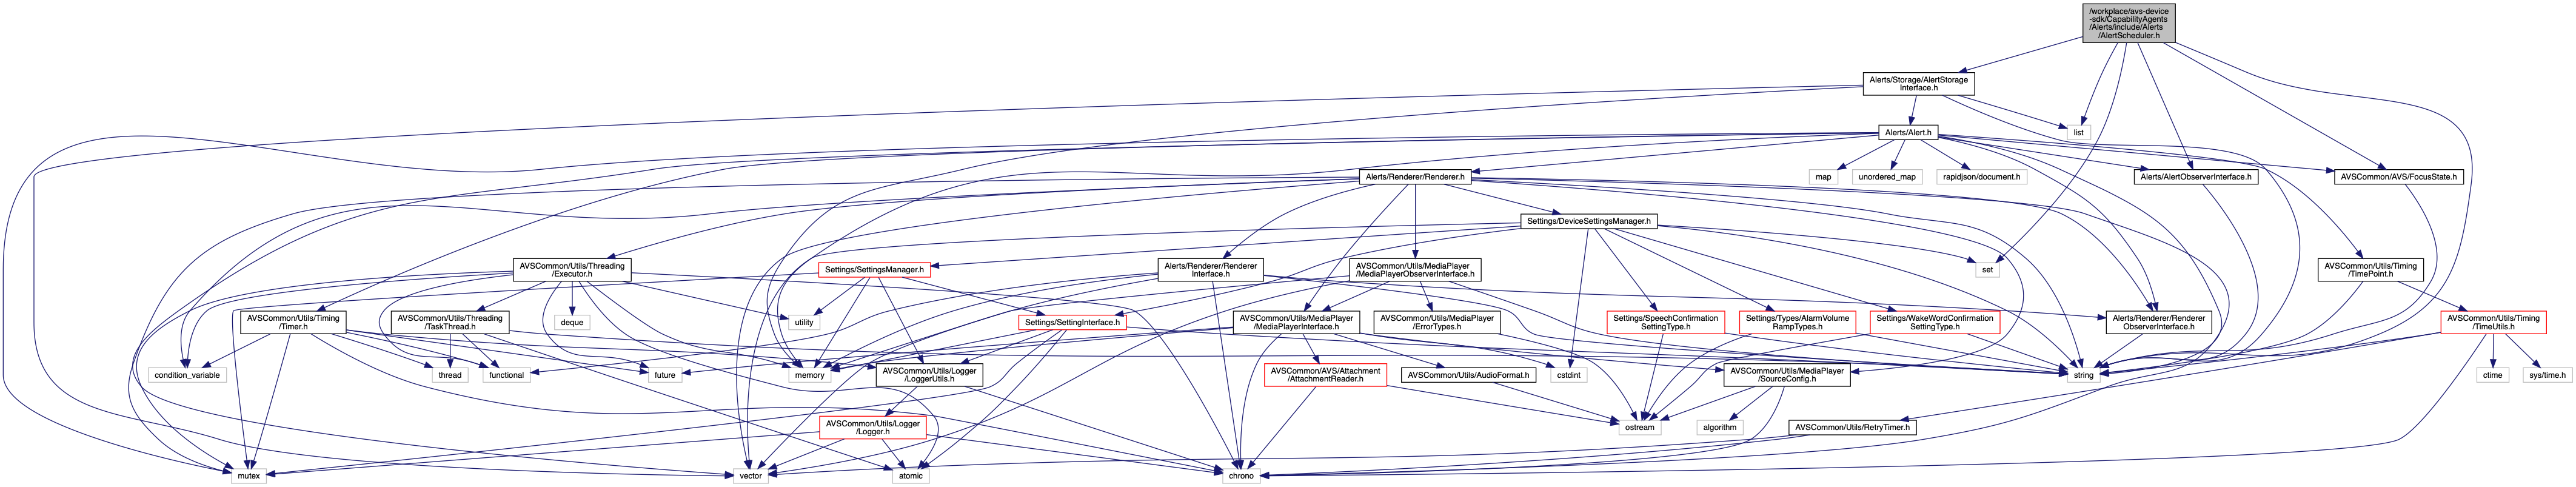 /workplace/avs-device
-sdk/CapabilityAgents
/Alerts/include/Alerts
/AlertScheduler.h
Alerts/Storage/AlertStorage
Interface.h
Alerts/Alert.h
list
Alerts/Renderer/Renderer.h
map
unordered_map
rapidjson/document.h
Alerts/AlertObserverInterface.h
AVSCommon/AVS/FocusState.h
Settings/DeviceSettingsManager.h
AVSCommon/Utils/Threading
/Executor.h
Settings/SettingsManager.h
Alerts/Renderer/Renderer
Interface.h
AVSCommon/Utils/MediaPlayer
/MediaPlayerObserverInterface.h
set
AVSCommon/Utils/Timing
/TimePoint.h
AVSCommon/Utils/Timing
/Timer.h
AVSCommon/Utils/Threading
/TaskThread.h
deque
utility
Settings/SettingInterface.h
AVSCommon/Utils/MediaPlayer
/MediaPlayerInterface.h
AVSCommon/Utils/MediaPlayer
/ErrorTypes.h
Settings/SpeechConfirmation
SettingType.h
Settings/Types/AlarmVolume
RampTypes.h
Settings/WakeWordConfirmation
SettingType.h
Alerts/Renderer/Renderer
ObserverInterface.h
AVSCommon/Utils/Timing
/TimeUtils.h
condition_variable
thread
functional
future
memory
AVSCommon/Utils/Logger
/LoggerUtils.h
AVSCommon/AVS/Attachment
/AttachmentReader.h
AVSCommon/Utils/AudioFormat.h
cstdint
AVSCommon/Utils/MediaPlayer
/SourceConfig.h
string
ctime
sys/time.h
AVSCommon/Utils/Logger
/Logger.h
ostream
algorithm
AVSCommon/Utils/RetryTimer.h
mutex
vector
atomic
chrono